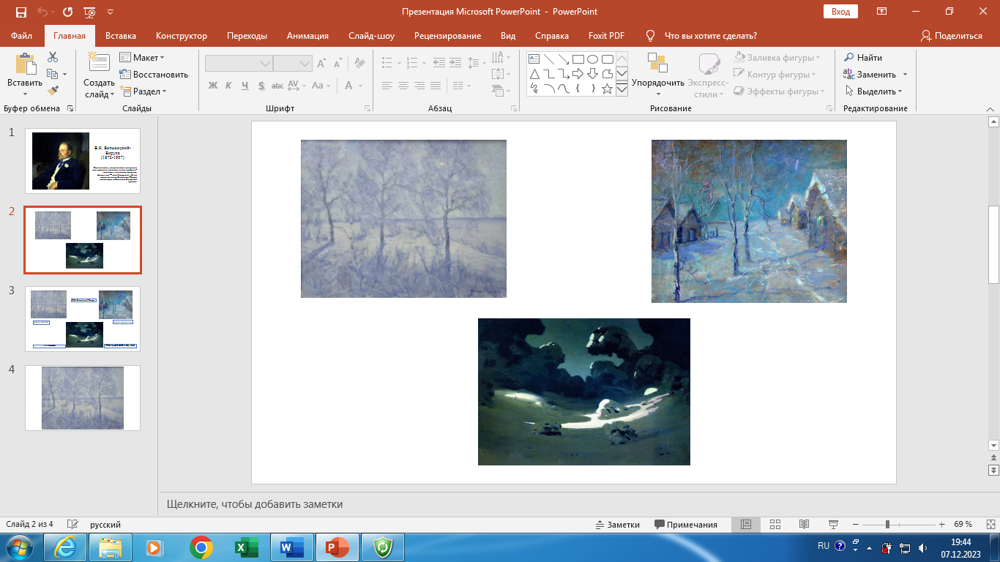 Презентация Microsoft PowerPoint - PowerPoint
Вход
Файл Главная Вставка Конструктор Переходы Анимация Слайд-шоу Рецензирование Вид Справка Foxit PDF Что вы хотите сделать? Поделиться
Вставить
Создать слайд
Макет
Восстановить
Раздел
Ж К Ч S abc AV Aa A
Упорядочить
Экспресс-стили
Заливка фигуры
Контур фигуры
Эффекты фигуры
Найти
Заменить
Выделить
Буфер обмена Слайды Шрифт Абзац Рисование Редактирование
1
В.К. Бялыницкий-
Бируля
(1872-1957)
2
3
4
Щелкните, чтобы добавить заметки
Слайд 2 из 4 русский Заметки Примечания 69 %
RU 19:44
07.12.2023